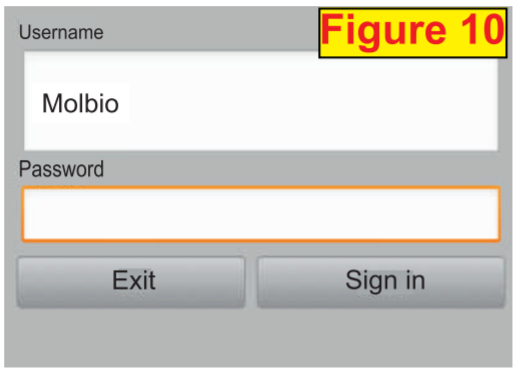 Username
Figure 10
Molbio
Password
Exit
Sign in